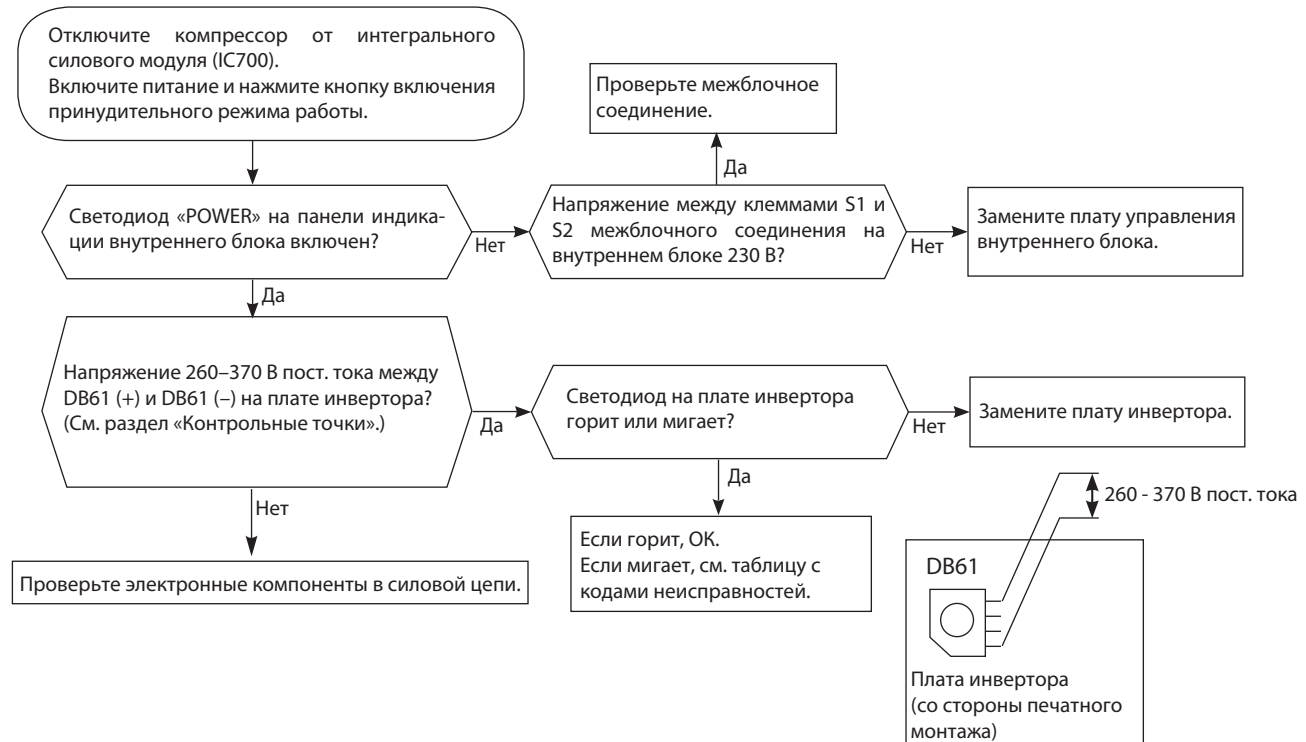 Отключите компрессор от интегрального
силового модуля (IC700).
Включите питание и нажмите кнопку включения
принудительного режима работы.
Проверьте межблочное
соединение.
Да
Светодиод «POWER» на панели индика-
ции внутреннего блока включен?
Нет
Напряжение между клеммами S1 и
S2 межблочного соединения на
внутреннем блоке 230 В?
Нет
Замените плату управления
внутреннего блока.
Да
Напряжение 260–370 В пост. тока между
DB61 (+) и DB61 (–) на плате инвертора?
(См. раздел «Контрольные точки».)
Да
Светодиод на плате инвертора
горит или мигает?
Нет
Замените плату инвертора.
Нет
Да
Проверьте электронные компоненты в силовой цепи.
Если горит, OK.
Если мигает, см. таблицу с
кодами неисправностей.
260 - 370 В пост. тока
DB61
Плата инвертора
(со стороны печатного
монтажа)